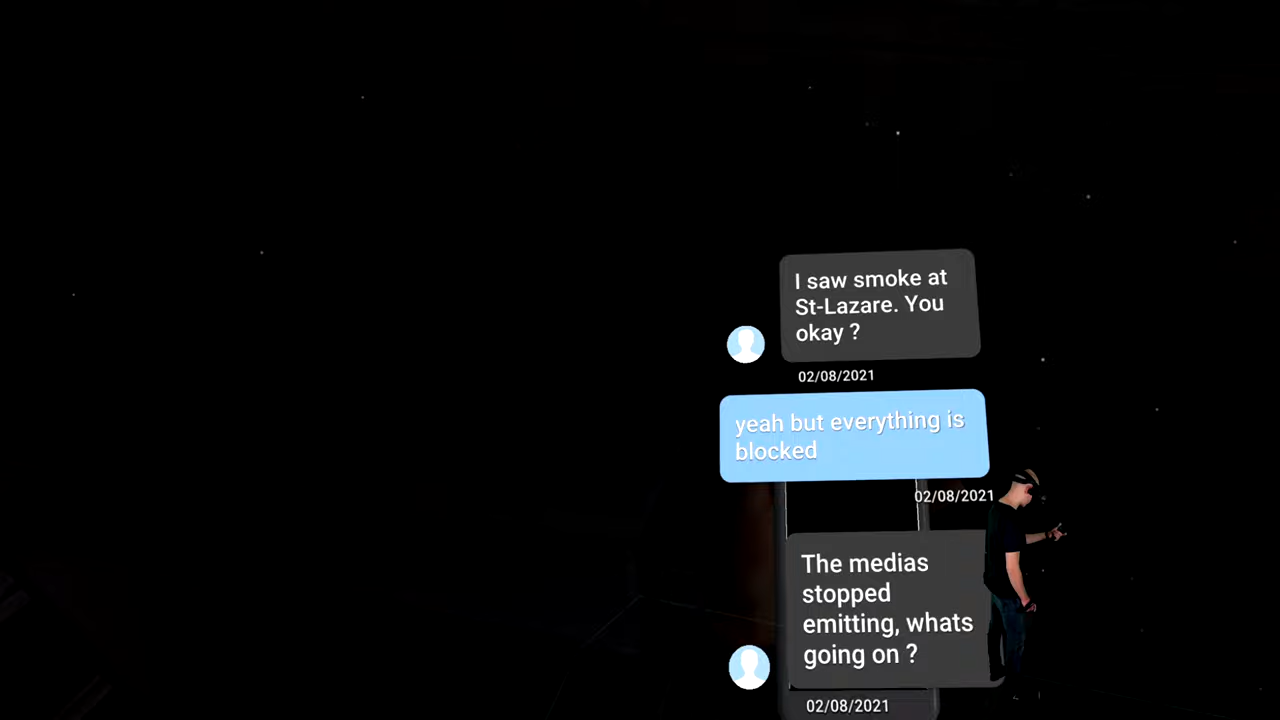 I saw smoke at
St-Lazare. You
okay ?
02/08/2021
yeah but everything is
blocked
02/08/2021
The medias
stopped
emitting, whats
going on ?
02/08/2021